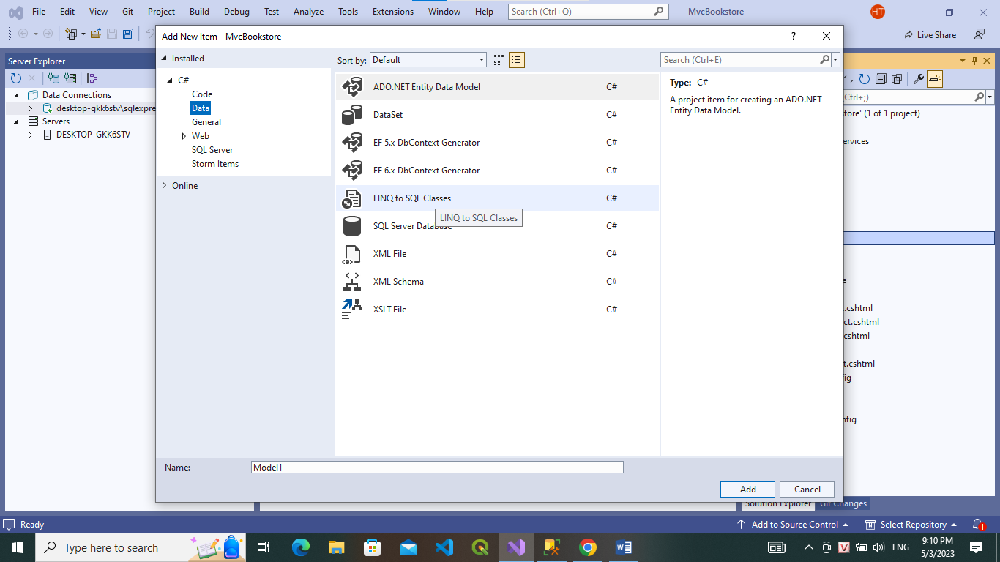 File Edit View Git Project Build Debug Test Analyze Tools Extensions Window Help Search (Ctrl+Q) MvcBookstore HT
Live Share
Add New Item - MvcBookstore ?
Server Explorer
Data Connections
desktop-gkk6stv\sqlexpre
Servers
DESKTOP-GKK6STV
Installed
C#
Code
Data
General
Web
SQL Server
Storm Items
Online
Sort by: Default
Search (Ctrl+E)
ADO.NET Entity Data Model C#
DataSet C#
EF 5.x DbContext Generator C#
EF 6.x DbContext Generator C#
LINQ to SQL Classes C#
LINQ to SQL Classes
SQL Server Database C#
XML File C#
XML Schema C#
XSLT File C#
Type: C#
A project item for creating an ADO.NET
Entity Data Model.
Ctrl+;)
tore' (1 of 1 project)
ervices
e
t.cshtml
ct.cshtml
.cshtml
t.cshtml
ig
nfig
Name: Model1
Add Cancel
Solution Explorer Git Changes
Ready Add to Source Control Select Repository 1
Type here to search
ENG
9:10 PM
5/3/2023